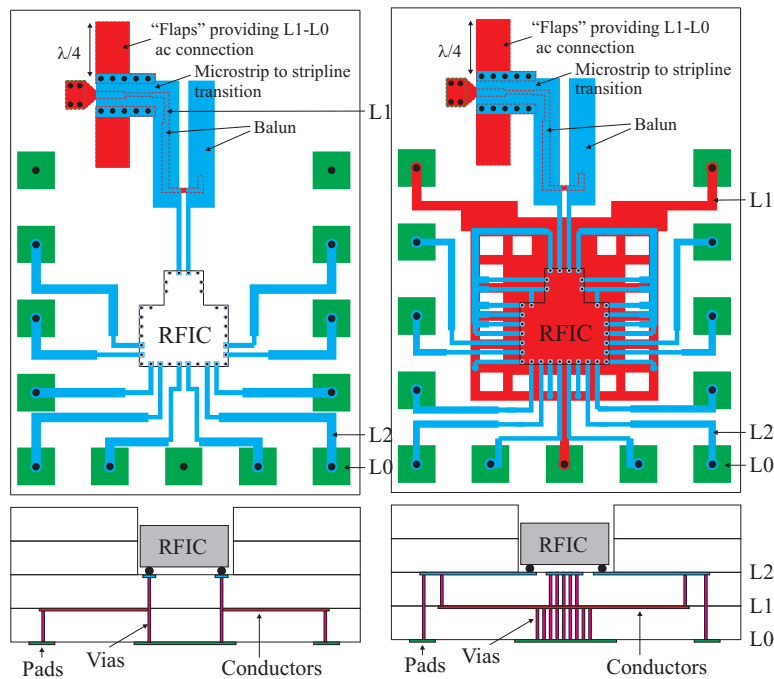 λ/4
“Flaps” providing L1-L0
ac connection
Microstrip to stripline
transition
L1
Balun
RFIC
L2
L0
λ/4
“Flaps” providing L1-L0
ac connection
Microstrip to stripline
transition
Balun
L1
RFIC
L2
L0
RFIC
Pads
Vias
Conductors
RFIC
L2
L1
L0
Pads
Vias
Conductors